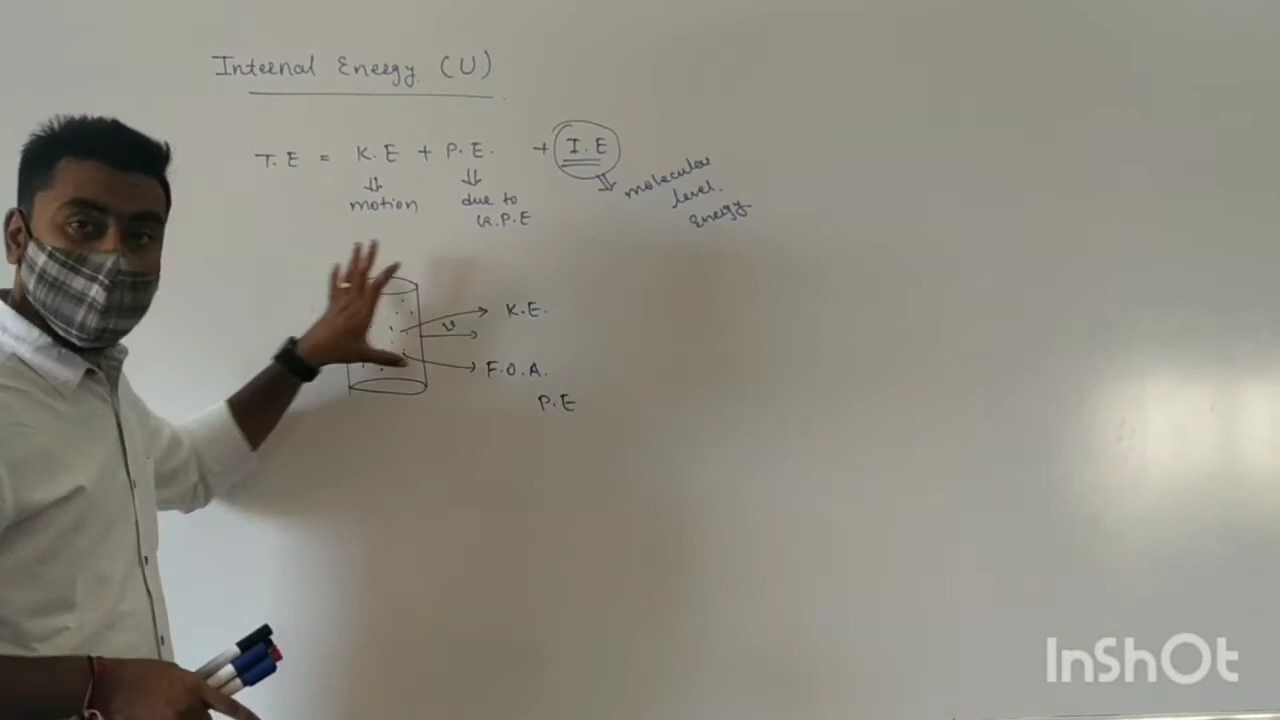 Internal Energy (U)
T.E = K.E + P.E. + I.E
motion
due to
G.P.E
molecular
level.
Energy
K.E.
v
F.O.A.
P.E
InShOt